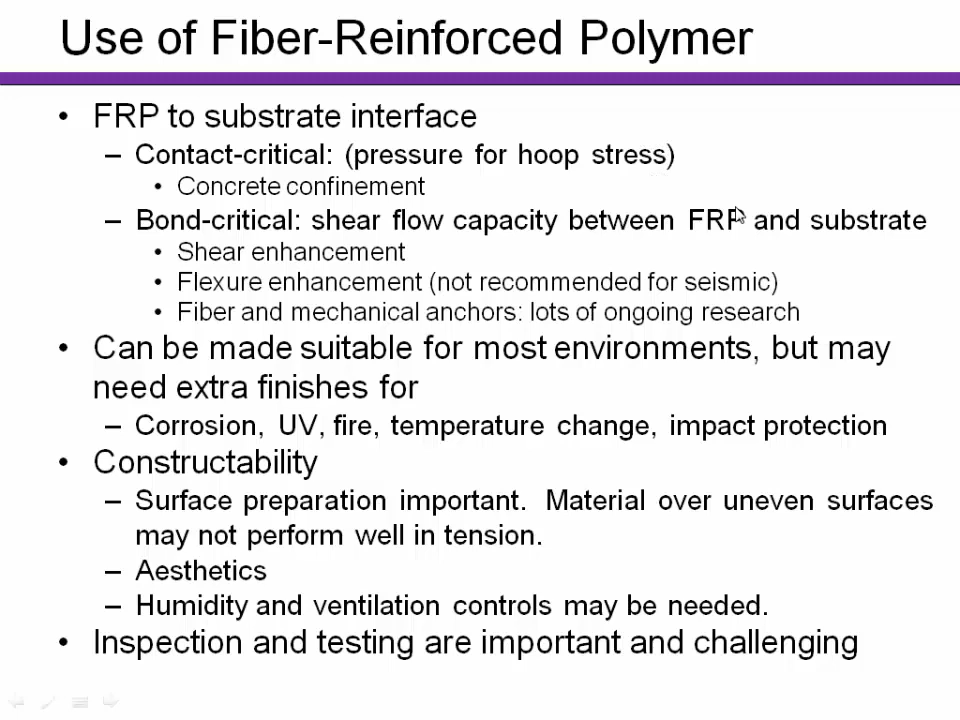 Use of Fiber-Reinforced Polymer
• FRP to substrate interface
– Contact-critical: (pressure for hoop stress)
• Concrete confinement
– Bond-critical: shear flow capacity between FRP and substrate
• Shear enhancement
• Flexure enhancement (not recommended for seismic)
• Fiber and mechanical anchors: lots of ongoing research
• Can be made suitable for most environments, but may
need extra finishes for
– Corrosion, UV, fire, temperature change, impact protection
• Constructability
– Surface preparation important. Material over uneven surfaces
may not perform well in tension.
– Aesthetics
– Humidity and ventilation controls may be needed.
• Inspection and testing are important and challenging